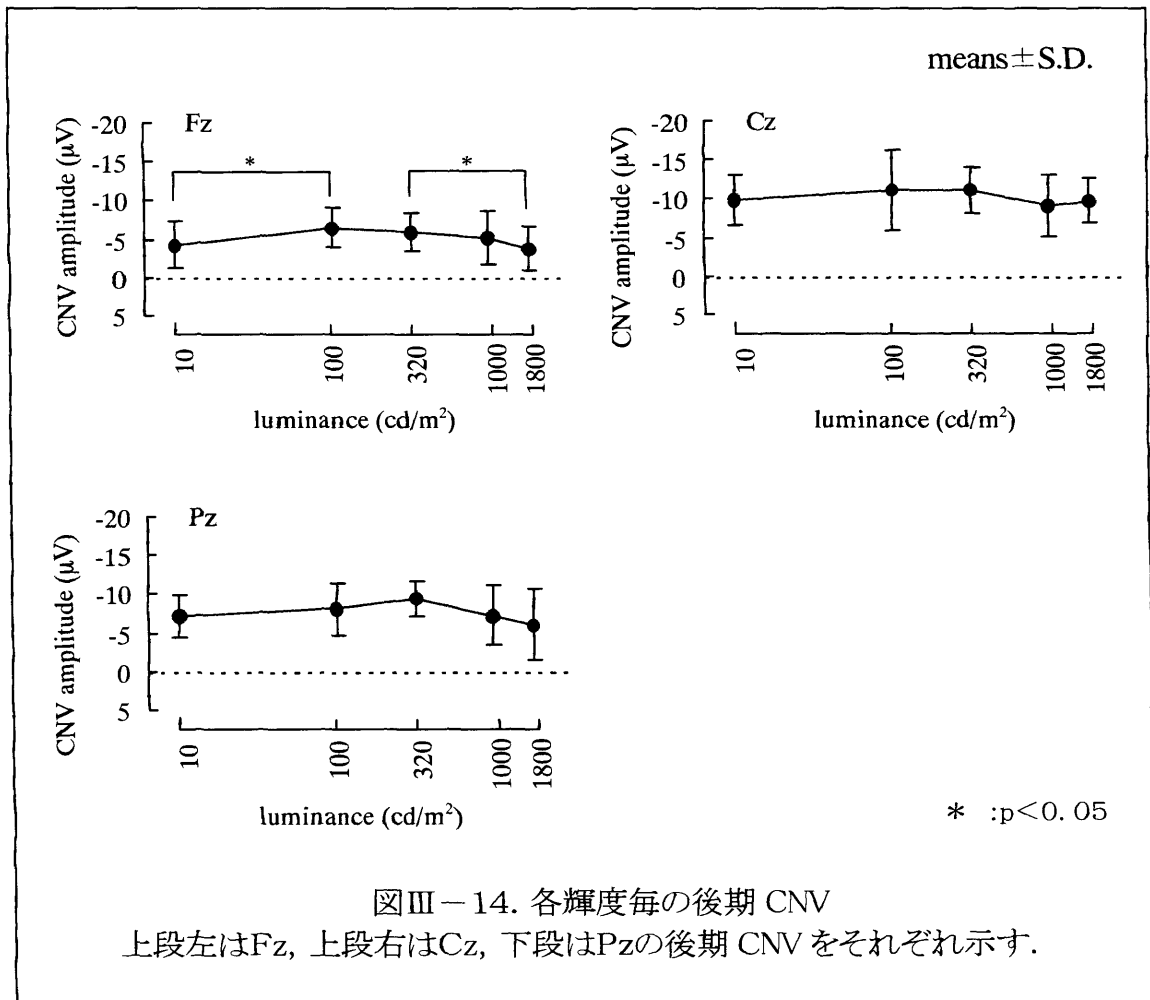 means±S.D.
Fz
CNV amplitude (μV)
-20
-15
-10
-5
0
5
*
*
10
100
320
1000
1800
luminance (cd/m²)
Cz
CNV amplitude (μV)
-20
-15
-10
-5
0
5
10
100
320
1000
1800
luminance (cd/m²)
Pz
CNV amplitude (μV)
-20
-15
-10
-5
0
5
10
100
320
1000
1800
luminance (cd/m²)
* :p<0.05
図Ⅲ－14. 各輝度毎の後期 CNV
上段左はFz, 上段右はCz, 下段はPzの後期 CNV をそれぞれ示す.